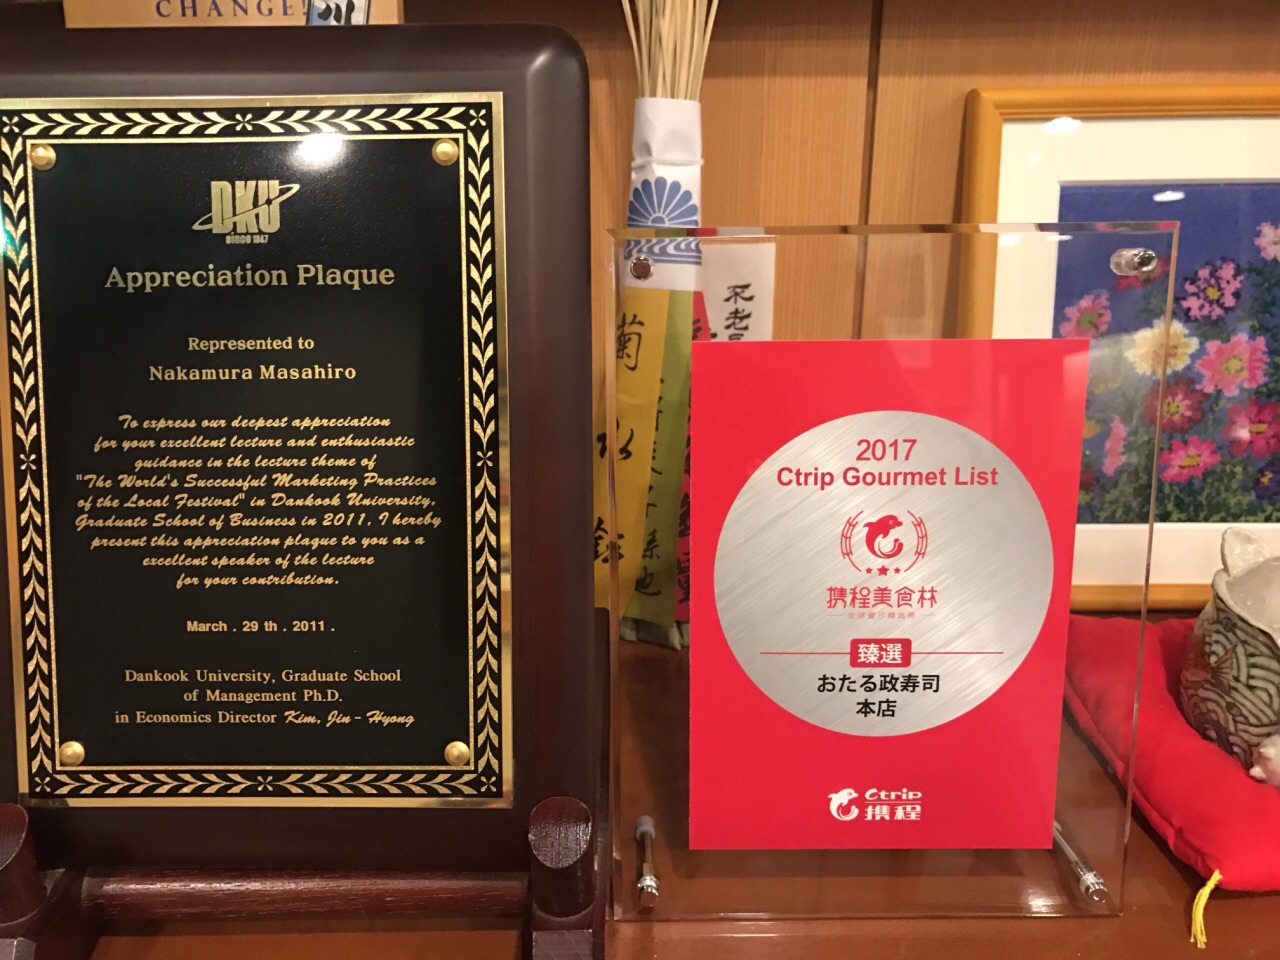 CHANGE!
DKU
since 1947
Appreciation Plaque
Represented to
Nakamura Masahiro
To express our deepest appreciation
for your excellent lecture and enthusiastic
guidance in the lecture theme of
"The World's Successful Marketing Practices
of the Local Festival" in Dankook University,
Graduate School of Business in 2011, I hereby
present this appreciation plaque to you as a
excellent speaker of the lecture
for your contribution.
March . 29 th . 2011 .
Dankook University, Graduate School
of Management Ph.D.
in Economics Director Kim, Jin - Hyong
不老
菊
2017
Ctrip Gourmet List
携程美食林
臻選
おたる政寿司
本店
Ctrip
携程